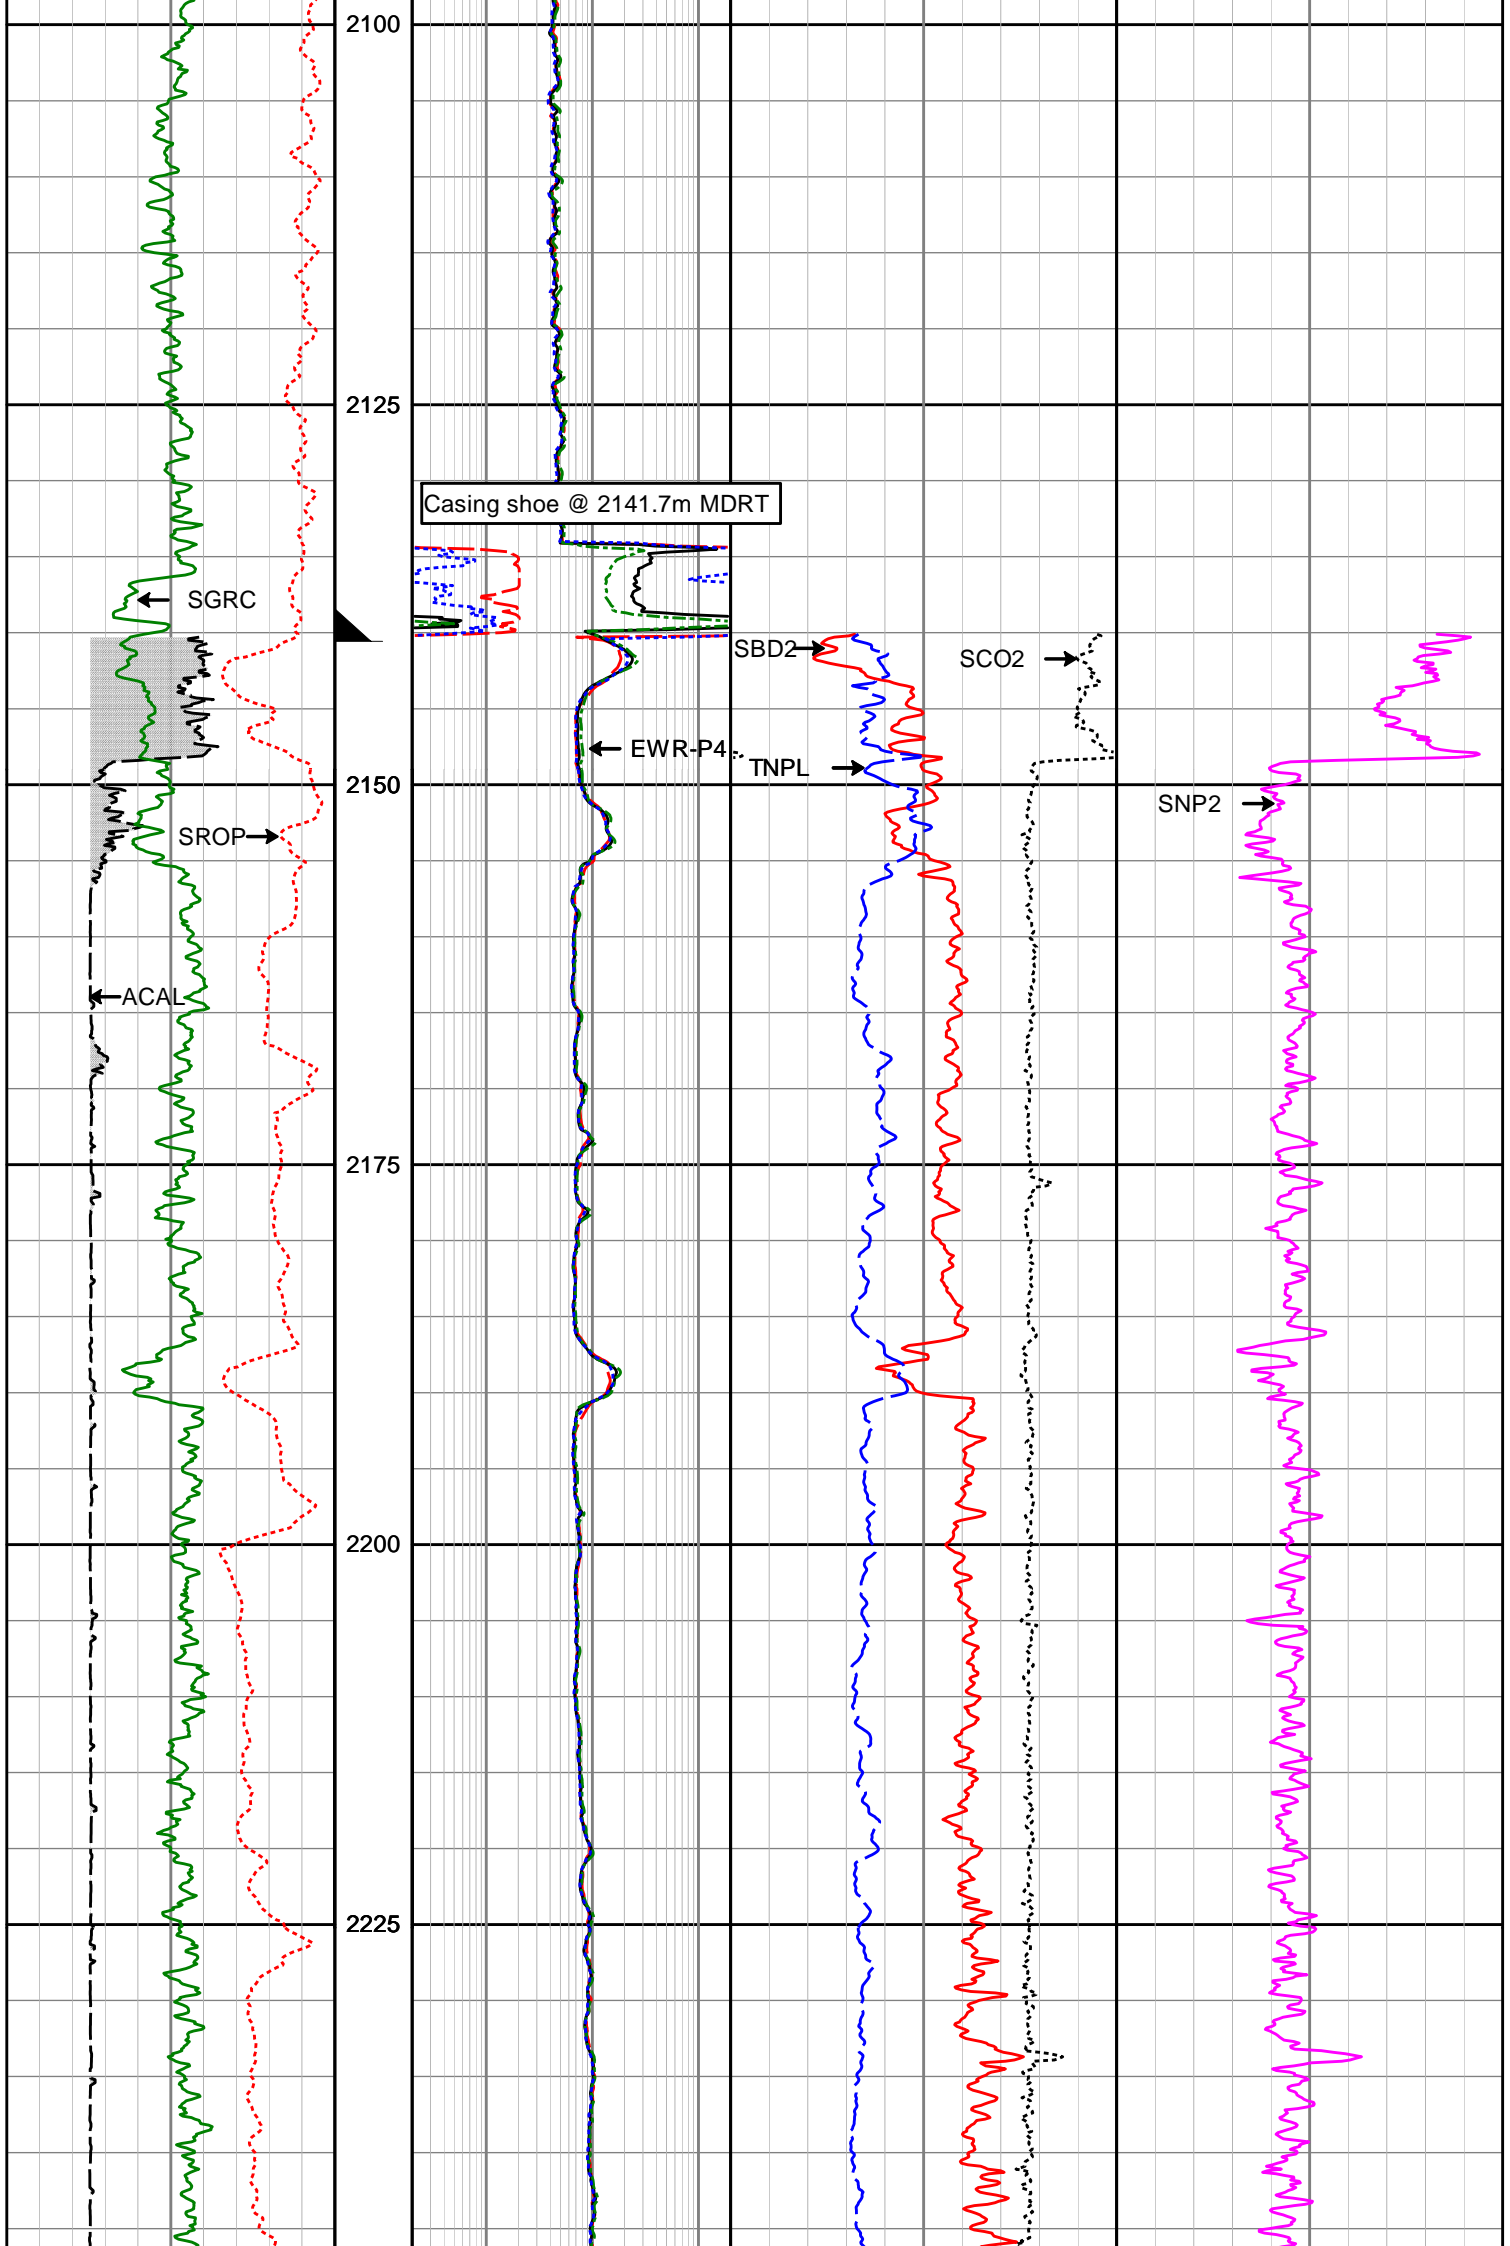 2100
2125
Casing shoe @ 2141.7m MDRT
SGRC
SBD2
SCO2
EWR-P4
TNPL
2150
SNP2
SROP
ACAL
2175
2200
2225